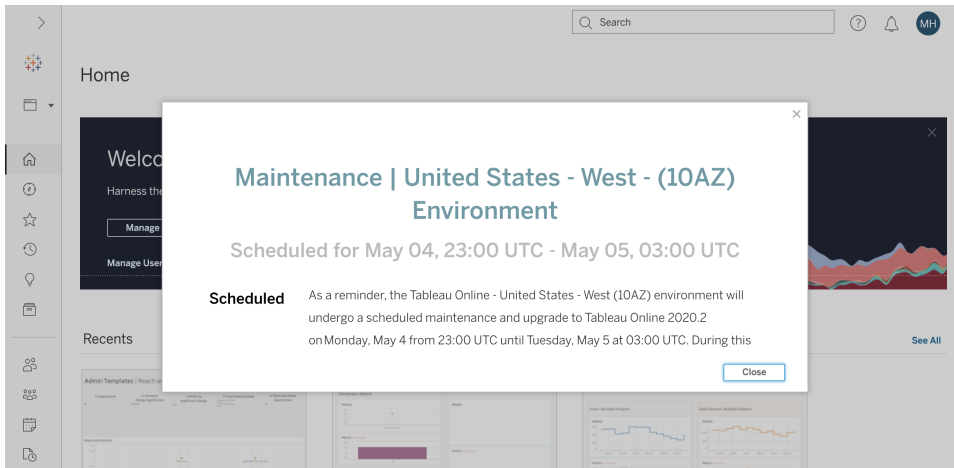 Search
MH
Home
Welco
Harness the
Manage
Manage User
Maintenance | United States - West - (10AZ)
Environment
Scheduled for May 04, 23:00 UTC - May 05, 03:00 UTC
Scheduled
As a reminder, the Tableau Online - United States - West (10AZ) environment will
undergo a scheduled maintenance and upgrade to Tableau Online 2020.2
on Monday, May 4 from 23:00 UTC until Tuesday, May 5 at 03:00 UTC. During this
Close
Recents
See All
Admin Templates | Reach an